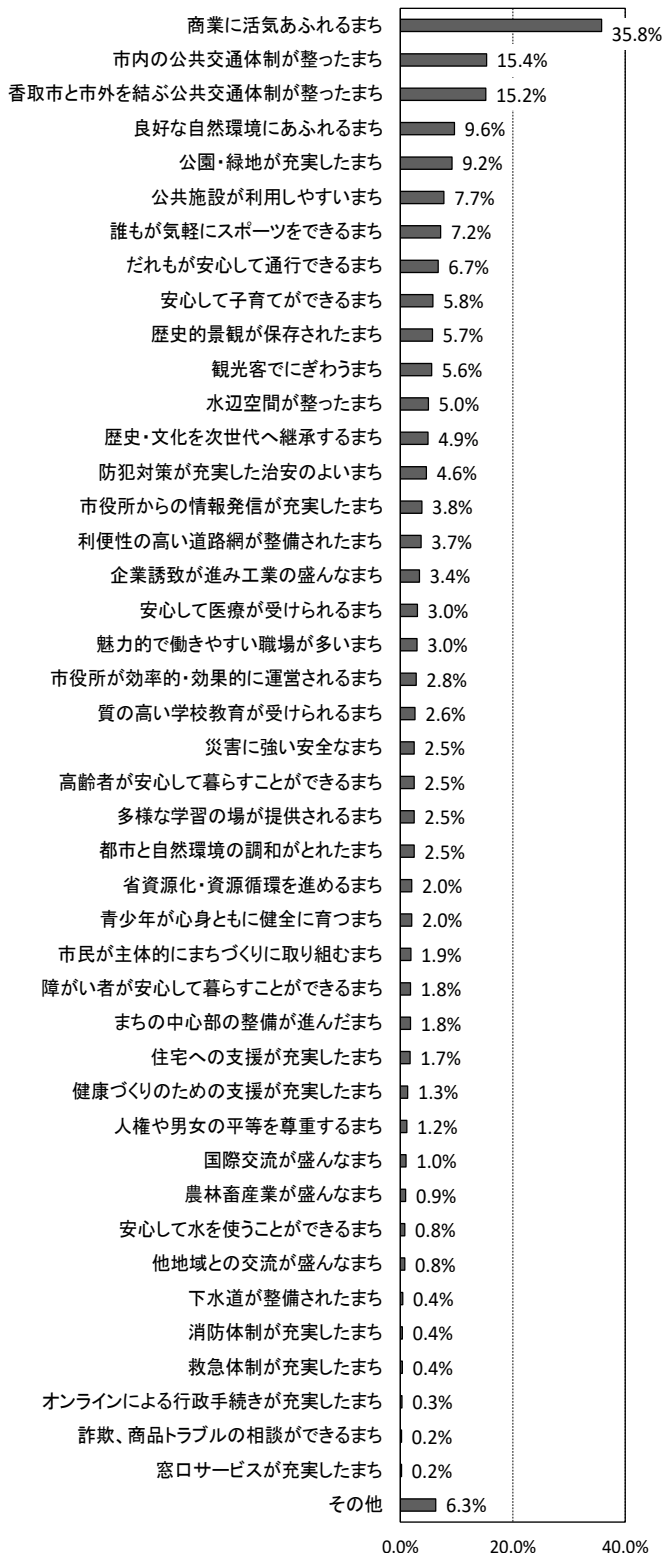 商業に活気あふれるまち 35.8%
市内の公共交通体制が整ったまち 15.4%
香取市と市外を結ぶ公共交通体制が整ったまち 15.2%
良好な自然環境にあふれるまち 9.6%
公園・緑地が充実したまち 9.2%
公共施設が利用しやすいまち 7.7%
誰もが気軽にスポーツをできるまち 7.2%
だれもが安心して通行できるまち 6.7%
安心して子育てができるまち 5.8%
歴史的景観が保存されたまち 5.7%
観光客でにぎわうまち 5.6%
水辺空間が整ったまち 5.0%
歴史・文化を次世代へ継承するまち 4.9%
防犯対策が充実した治安のよいまち 4.6%
市役所からの情報発信が充実したまち 3.8%
利便性の高い道路網が整備されたまち 3.7%
企業誘致が進み工業の盛んなまち 3.4%
安心して医療が受けられるまち 3.0%
魅力的で働きやすい職場が多いまち 3.0%
市役所が効率的・効果的に運営されるまち 2.8%
質の高い学校教育が受けられるまち 2.6%
災害に強い安全なまち 2.5%
高齢者が安心して暮らすことができるまち 2.5%
多様な学習の場が提供されるまち 2.5%
都市と自然環境の調和がとれたまち 2.5%
省資源化・資源循環を進めるまち 2.0%
青少年が心身ともに健全に育つまち 2.0%
市民が主体的にまちづくりに取り組むまち 1.9%
障がい者が安心して暮らすことができるまち 1.8%
まちの中心部の整備が進んだまち 1.8%
住宅への支援が充実したまち 1.7%
健康づくりのための支援が充実したまち 1.3%
人権や男女の平等を尊重するまち 1.2%
国際交流が盛んなまち 1.0%
農林畜産業が盛んなまち 0.9%
安心して水を使うことができるまち 0.8%
他地域との交流が盛んなまち 0.8%
下水道が整備されたまち 0.4%
消防体制が充実したまち 0.4%
救急体制が充実したまち 0.4%
オンラインによる行政手続きが充実したまち 0.3%
詐欺、商品トラブルの相談ができるまち 0.2%
窓口サービスが充実したまち 0.2%
その他 6.3%
0.0% 20.0% 40.0%